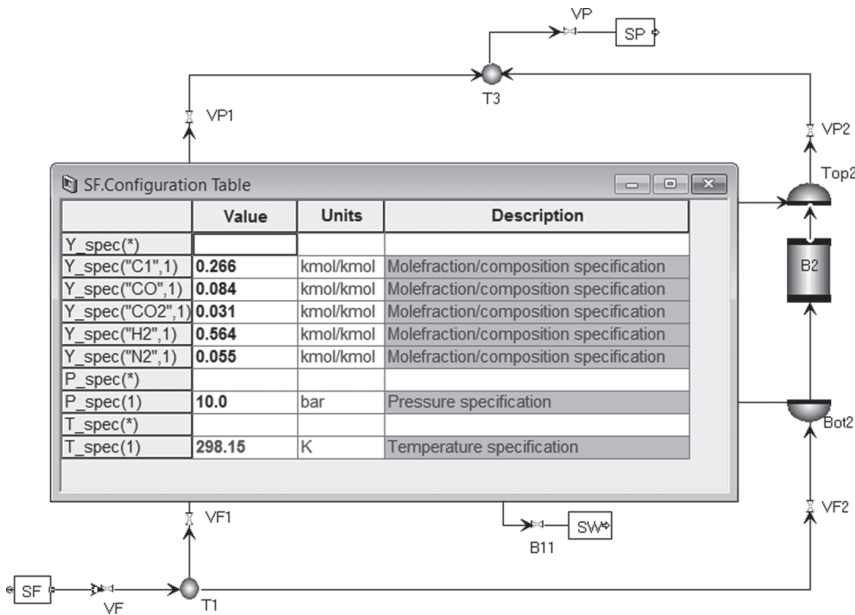 VP
SP
T3
VP1
VP2
Top2
SF.Configuration Table
Value Units Description
Y_spec(*)
Y_spec("C1",1) 0.266 kmol/kmol Molefraction/composition specification
Y_spec("CO",1) 0.084 kmol/kmol Molefraction/composition specification
Y_spec("CO2",1) 0.031 kmol/kmol Molefraction/composition specification
Y_spec("H2",1) 0.564 kmol/kmol Molefraction/composition specification
Y_spec("N2",1) 0.055 kmol/kmol Molefraction/composition specification
P_spec(*)
P_spec(1) 10.0 bar Pressure specification
T_spec(*)
T_spec(1) 298.15 K Temperature specification
B2
Bot2
VF1
VF2
SW
B11
SF
VF
T1